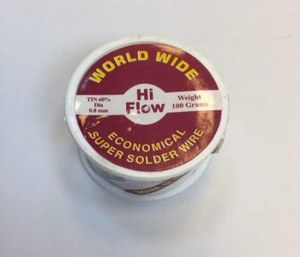 WORLD WIDE
TIN 60%
Dia
0.8 mm
Hi
Flow
Weight
100 Grams
ECONOMICAL
SUPER SOLDER WIRE